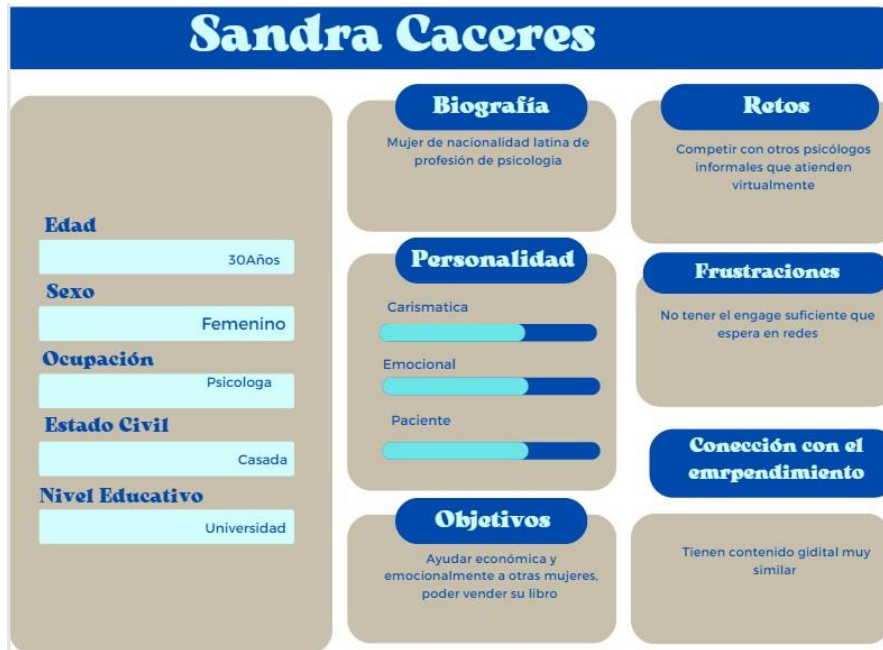 Sandra Caceres
Edad
30Años
Sexo
Femenino
Ocupación
Psicologa
Estado Civil
Casada
Nivel Educativo
Universidad
Biografía
Mujer de nacionalidad latina de
profesión de psicologia
Personalidad
Carismatica
Emocional
Paciente
Objetivos
Ayudar económica y
emocionalmente a otras mujeres,
poder vender su libro
Retos
Competir con otros psicólogos
informales que atienden
virtualmente
Frustraciones
No tener el engage suficiente que
espera en redes
Conección con el
emrpendimiento
Tienen contenido gidital muy
similar